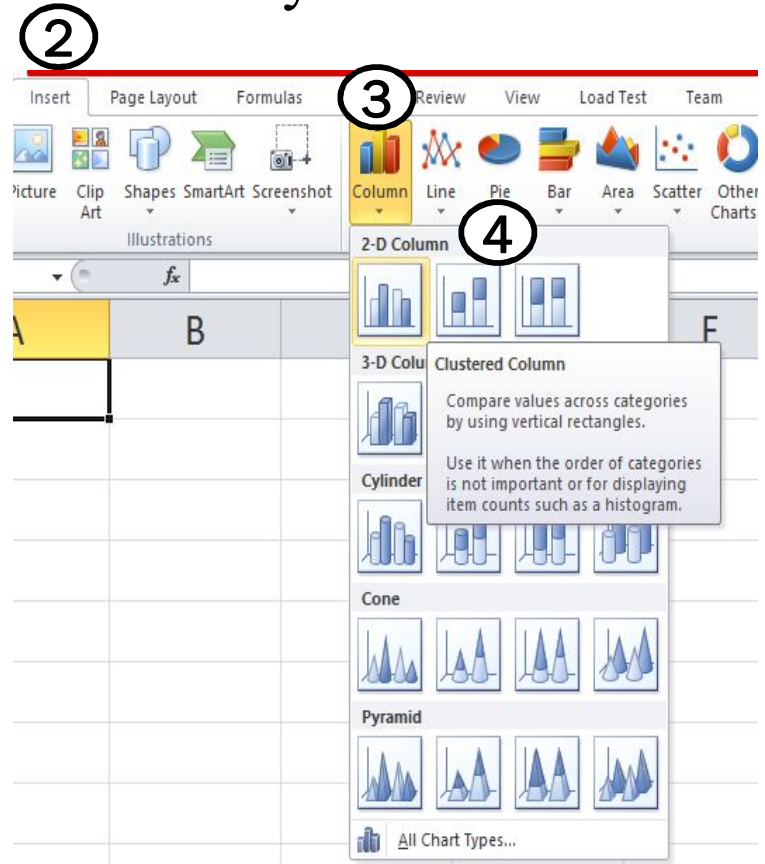 ②
Insert Page Layout Formulas ③ Review View Load Test Team
Picture Clip Art Shapes SmartArt Screenshot Column Line Pie Bar Area Scatter Other Charts
Illustrations
2-D Column ④
fx
A B F
3-D Colu
Clustered Column
Compare values across categories
by using vertical rectangles.
Use it when the order of categories
is not important or for displaying
item counts such as a histogram.
Cylinder
Cone
Pyramid
All Chart Types...